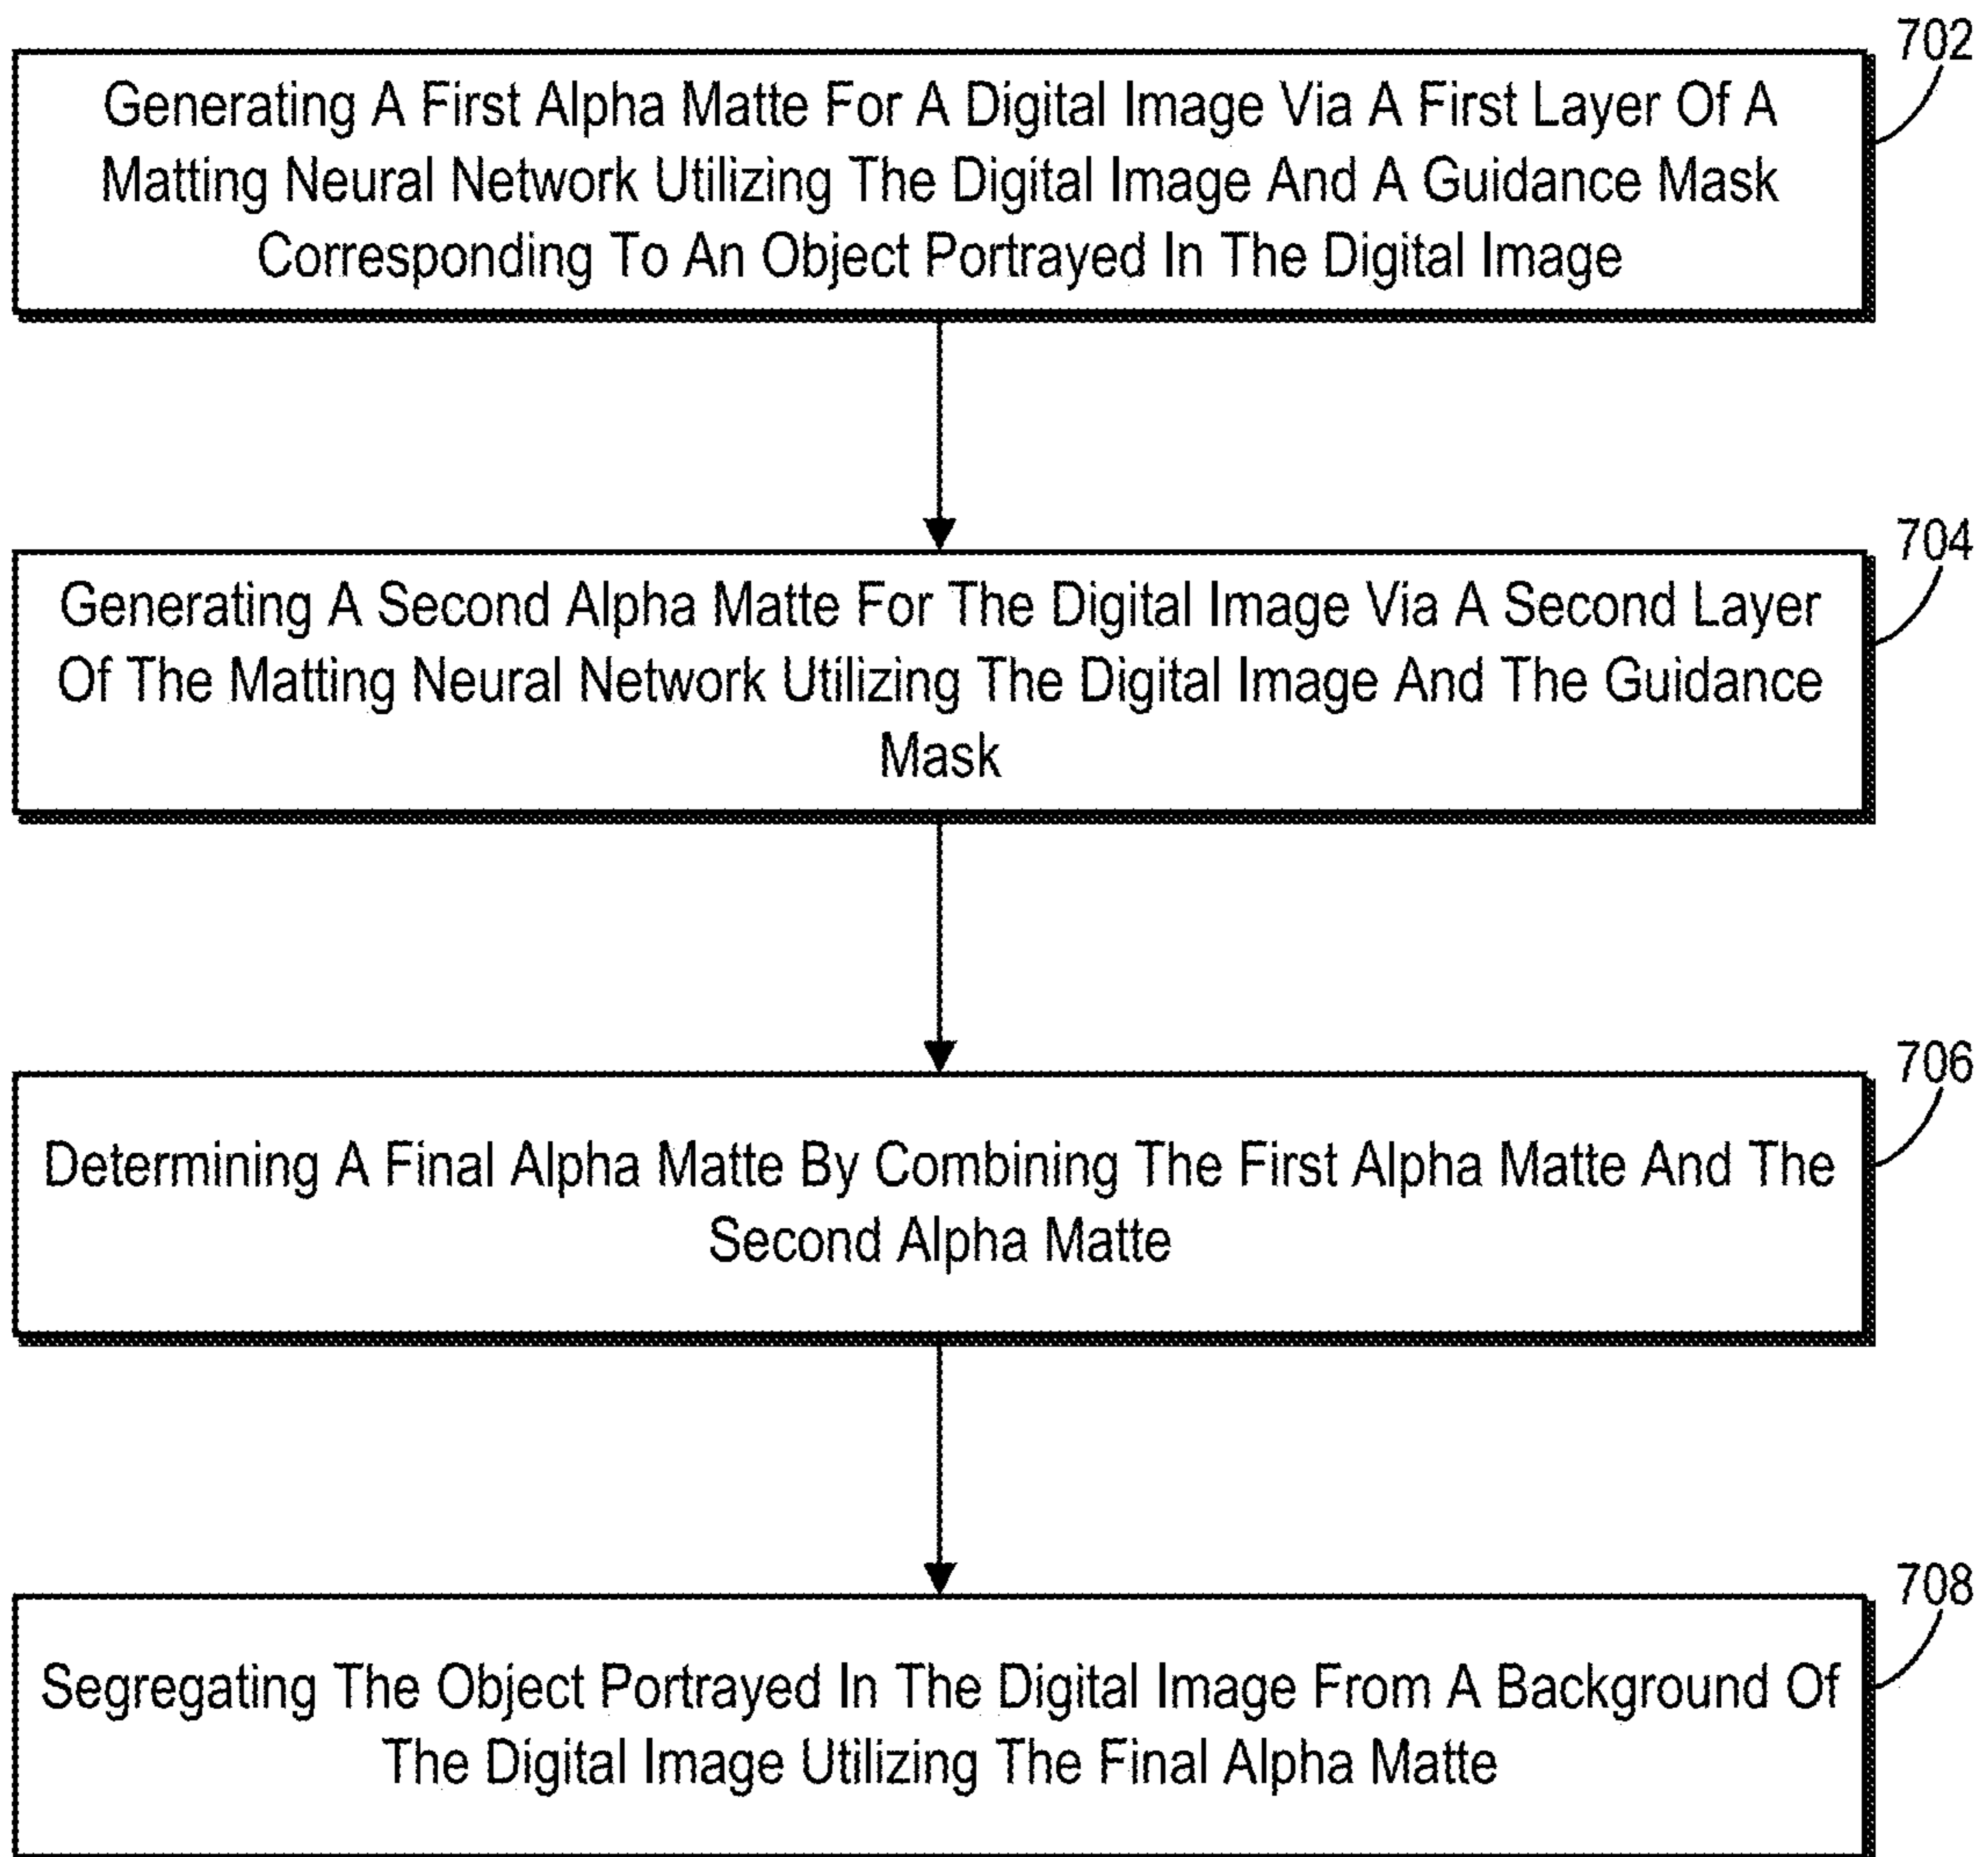 702
Generating A First Alpha Matte For A Digital Image Via A First Layer Of A
Matting Neural Network Utilizing The Digital Image And A Guidance Mask
Corresponding To An Object Portrayed In The Digital Image
704
Generating A Second Alpha Matte For The Digital Image Via A Second Layer
Of The Matting Neural Network Utilizing The Digital Image And The Guidance
Mask
706
Determining A Final Alpha Matte By Combining The First Alpha Matte And The
Second Alpha Matte
708
Segregating The Object Portrayed In The Digital Image From A Background Of
The Digital Image Utilizing The Final Alpha Matte